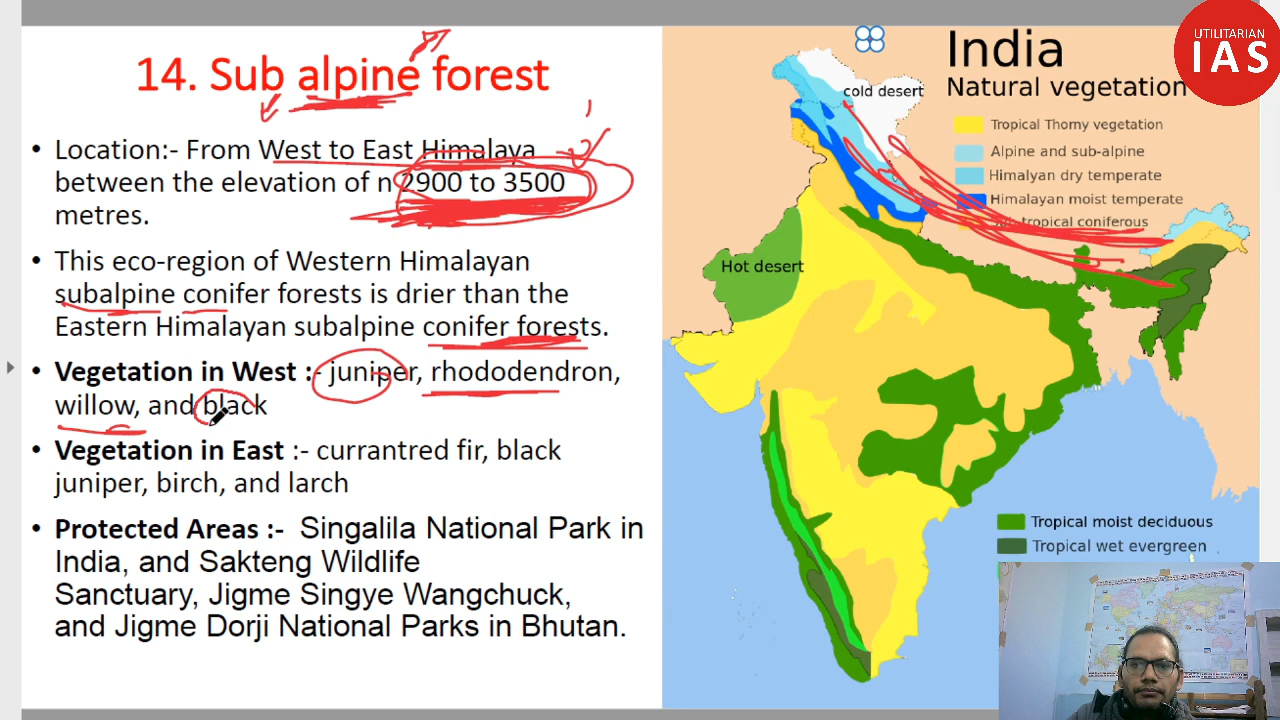 14. Sub alpine forest
• Location:- From West to East Himalaya
between the elevation of n 2900 to 3500
metres.
• This eco-region of Western Himalayan
subalpine conifer forests is drier than the
Eastern Himalayan subalpine conifer forests.
• Vegetation in West :- juniper, rhododendron,
willow, and black
• Vegetation in East :- currantred fir, black
juniper, birch, and larch
• Protected Areas :- Singalila National Park in
India, and Sakteng Wildlife
Sanctuary, Jigme Singye Wangchuck,
and Jigme Dorji National Parks in Bhutan.
India
Natural vegetation
UTILITARIAN
IAS
cold desert
Tropical Thorny vegetation
Alpine and sub-alpine
Himalyan dry temperate
Himalayan moist temperate
tropical coniferous
Hot desert
Tropical moist deciduous
Tropical wet evergreen